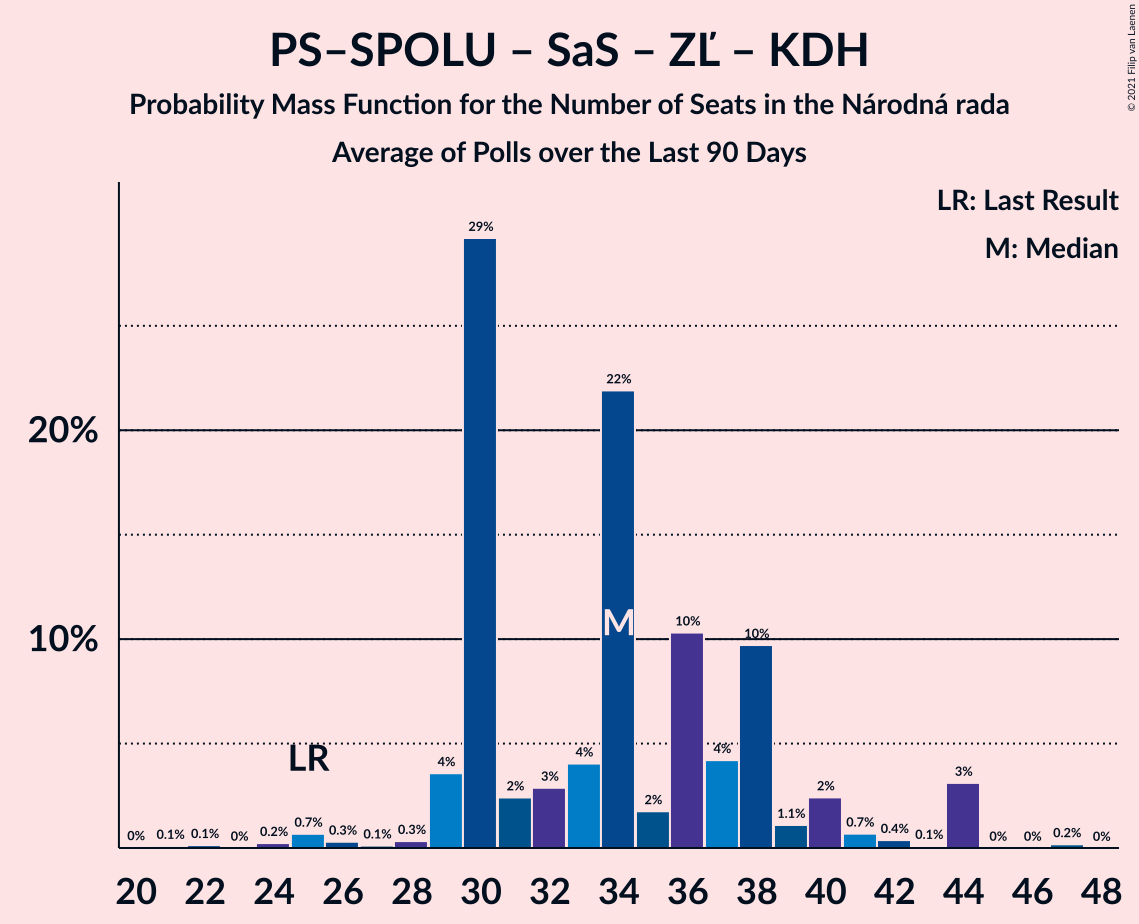 PS–SPOLU – SaS – ZĽ – KDH
Probability Mass Function for the Number of Seats in the Národná rada
Average of Polls over the Last 90 Days
© 2021 Filip van Laenen
LR: Last Result
M: Median
20%
10%
0% 0.1% 0.1% 0% 0.2% 0.7% 0.3% 0.1% 0.3% 4% 29% 2% 3% 4% 22% 2% 10% 4% 10% 1.1% 2% 0.7% 0.4% 0.1% 3% 0% 0% 0.2% 0%
LR
M
20 22 24 26 28 30 32 34 36 38 40 42 44 46 48